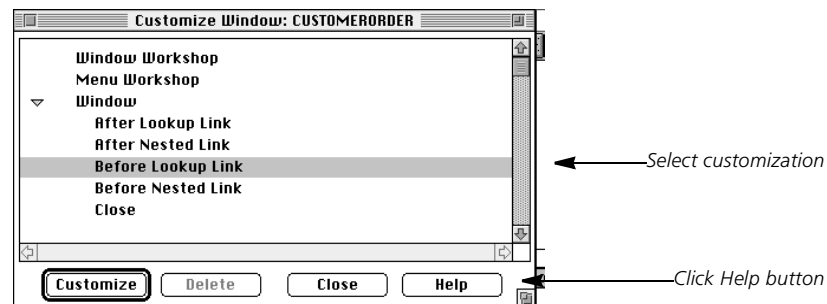 Customize Window: CUSTOMERORDER
Window Workshop
Menu Workshop
Window
After Lookup Link
After Nested Link
Before Lookup Link
Select customization
Before Nested Link
Close
Customize Delete Close Help
Click Help button